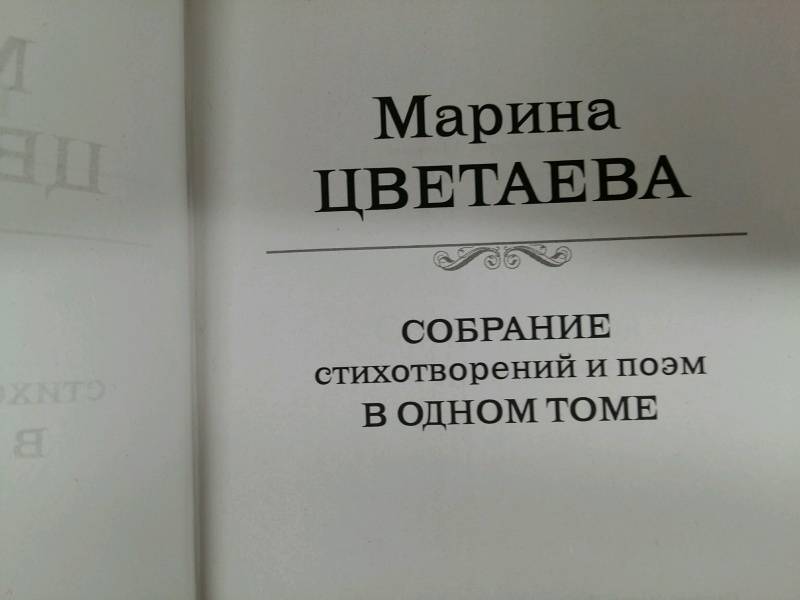 Марина
ЦВЕТАЕВА
СОБРАНИЕ
стихотворений и поэм
В ОДНОМ ТОМЕ